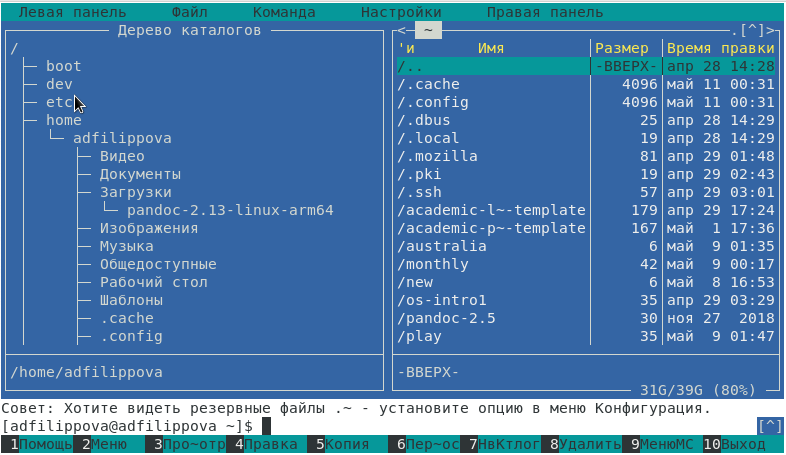 Левая панель Файл Команда Настройки Правая панель
Дерево каталогов
/
boot
dev
etc
home
adfilippova
Видео
Документы
Загрузки
pandoc-2.13-linux-arm64
Изображения
Музыка
Общедоступные
Рабочий стол
Шаблоны
.cache
.config
/home/adfilippova
<─ ~ .[^]>
'и Имя Размер Время правки
/.. -ВВЕРХ- апр 28 14:28
/.cache 4096 май 11 00:31
/.config 4096 май 11 00:31
/.dbus 25 апр 28 14:29
/.local 19 апр 28 14:29
/.mozilla 81 апр 29 01:48
/.pki 19 апр 29 02:43
/.ssh 57 апр 29 03:01
/academic-l~-template 179 апр 29 17:24
/academic-p~-template 167 май 1 17:36
/australia 6 май 9 01:35
/monthly 42 май 9 00:17
/new 6 май 8 16:53
/os-intro1 35 апр 29 03:29
/pandoc-2.5 30 ноя 27 2018
/play 35 май 9 01:47
-ВВЕРХ-
31G/39G (80%)
Совет: Хотите видеть резервные файлы .~ - установите опцию в меню Конфигурация.
[adfilippova@adfilippova ~]$ [^]
1Помощь 2Меню 3Про~отр 4Правка 5Копия 6Пер~ос 7НвКтлог 8Удалить 9МенюМС 10Выход